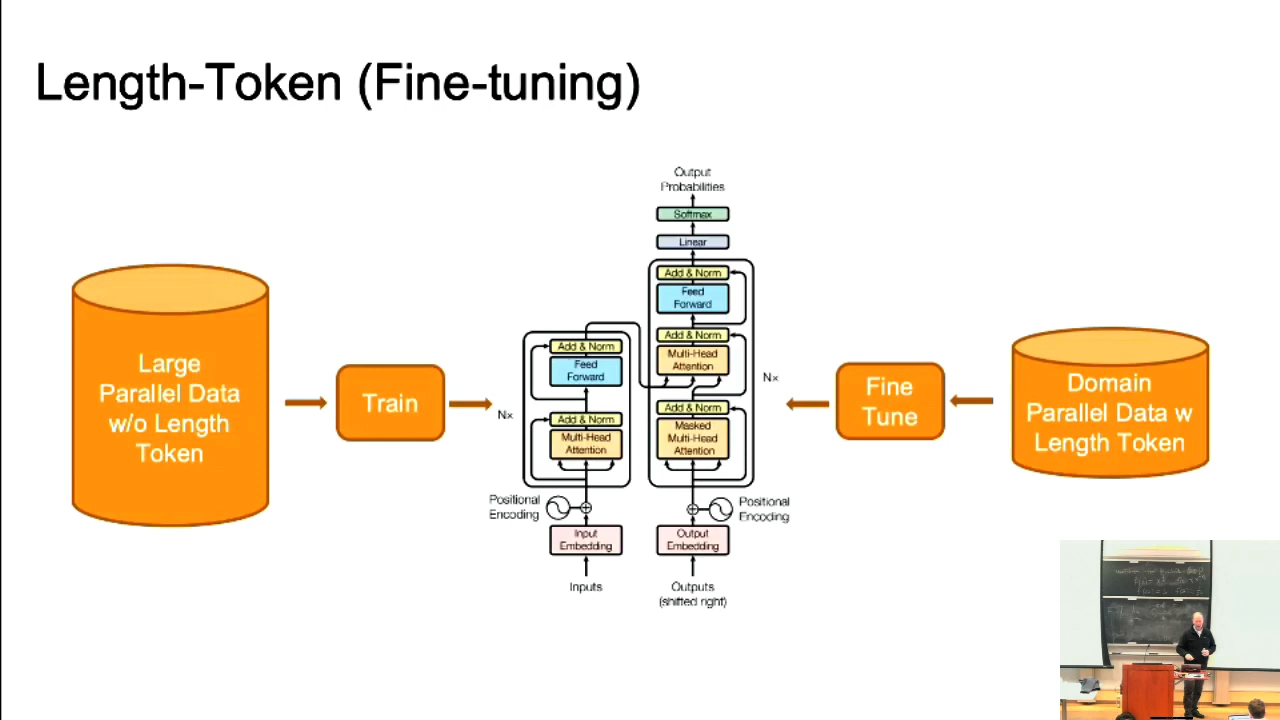 Length-Token (Fine-tuning)
Large
Parallel Data
w/o Length
Token
Train
Output
Probabilities
Softmax
Linear
Add & Norm
Feed
Forward
Add & Norm
Multi-Head
Attention
Add & Norm
Masked
Multi-Head
Attention
Nx
Positional
Encoding
Output
Embedding
Outputs
(shifted right)
Add & Norm
Feed
Forward
Add & Norm
Multi-Head
Attention
Nx
Positional
Encoding
Input
Embedding
Inputs
Fine
Tune
Domain
Parallel Data w
Length Token